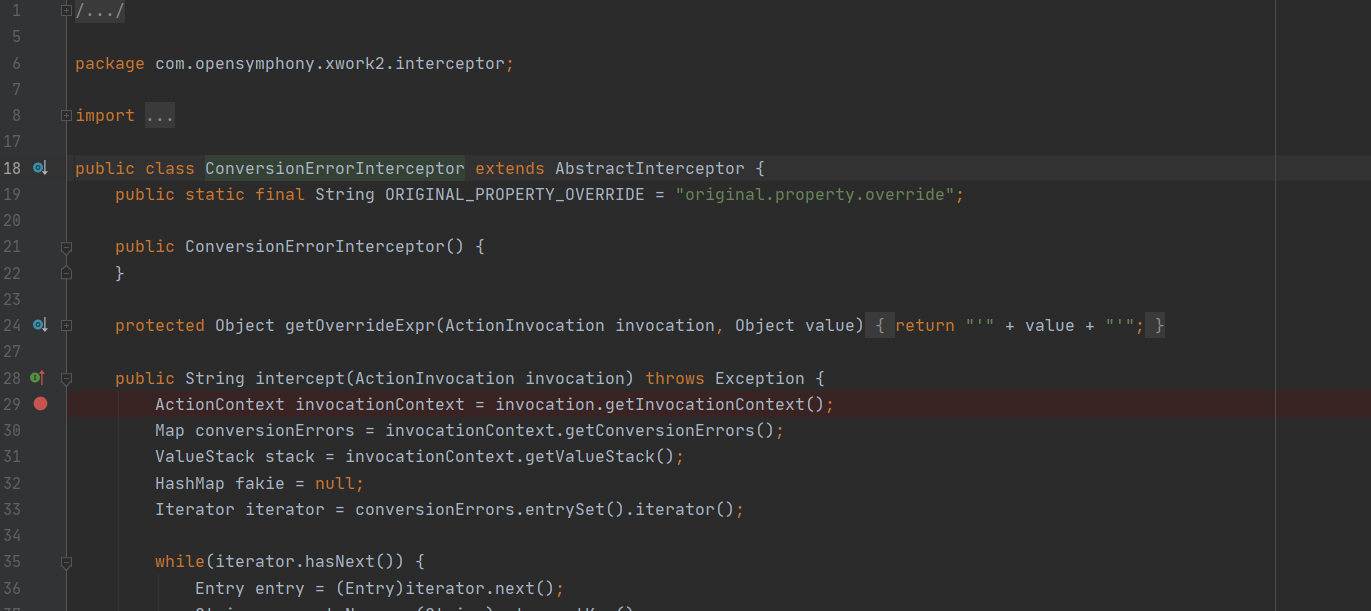 1 /.../
5
6 package com.opensymphony.xwork2.interceptor;
7
8 import ...
17
18 public class ConversionErrorInterceptor extends AbstractInterceptor {
19 public static final String ORIGINAL_PROPERTY_OVERRIDE = "original.property.override";
20
21 public ConversionErrorInterceptor() {
22 }
23
24 protected Object getOverrideExpr(ActionInvocation invocation, Object value) { return "'" + value + "'"; }
27
28 public String intercept(ActionInvocation invocation) throws Exception {
29 ActionContext invocationContext = invocation.getInvocationContext();
30 Map conversionErrors = invocationContext.getConversionErrors();
31 ValueStack stack = invocationContext.getValueStack();
32 HashMap fakie = null;
33 Iterator iterator = conversionErrors.entrySet().iterator();
34
35 while(iterator.hasNext()) {
36 Entry entry = (Entry)iterator.next();